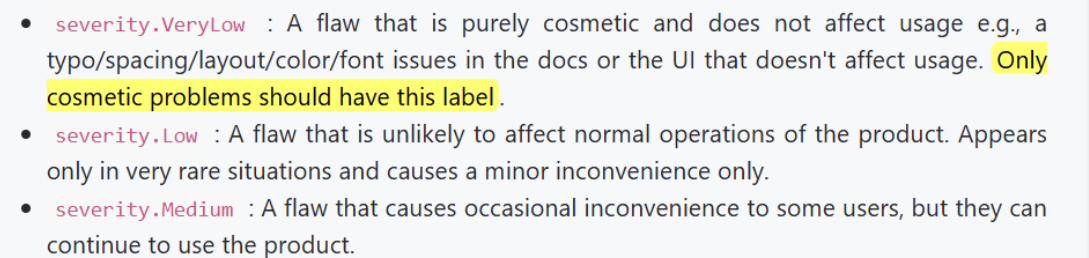 • severity.VeryLow : A flaw that is purely cosmetic and does not affect usage e.g., a
typo/spacing/layout/color/font issues in the docs or the UI that doesn't affect usage. Only
cosmetic problems should have this label.
• severity.Low : A flaw that is unlikely to affect normal operations of the product. Appears
only in very rare situations and causes a minor inconvenience only.
• severity.Medium : A flaw that causes occasional inconvenience to some users, but they can
continue to use the product.